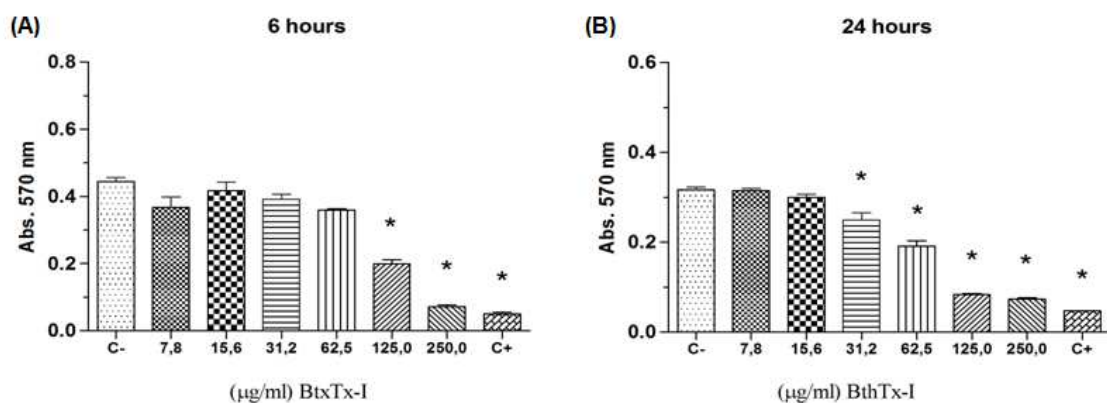 (A)
6 hours
Abs. 570 nm
0.8
0.6
0.4
0.2
0.0
C- 7,8 15,6 31,2 62,5 125,0 250,0 C+
* * *
(μg/ml) BtxTx-I
(B)
24 hours
Abs. 570 nm
0.6
0.4
0.2
0.0
C- 7,8 15,6 31,2 62,5 125,0 250,0 C+
* * * * *
(μg/ml) BthTx-I